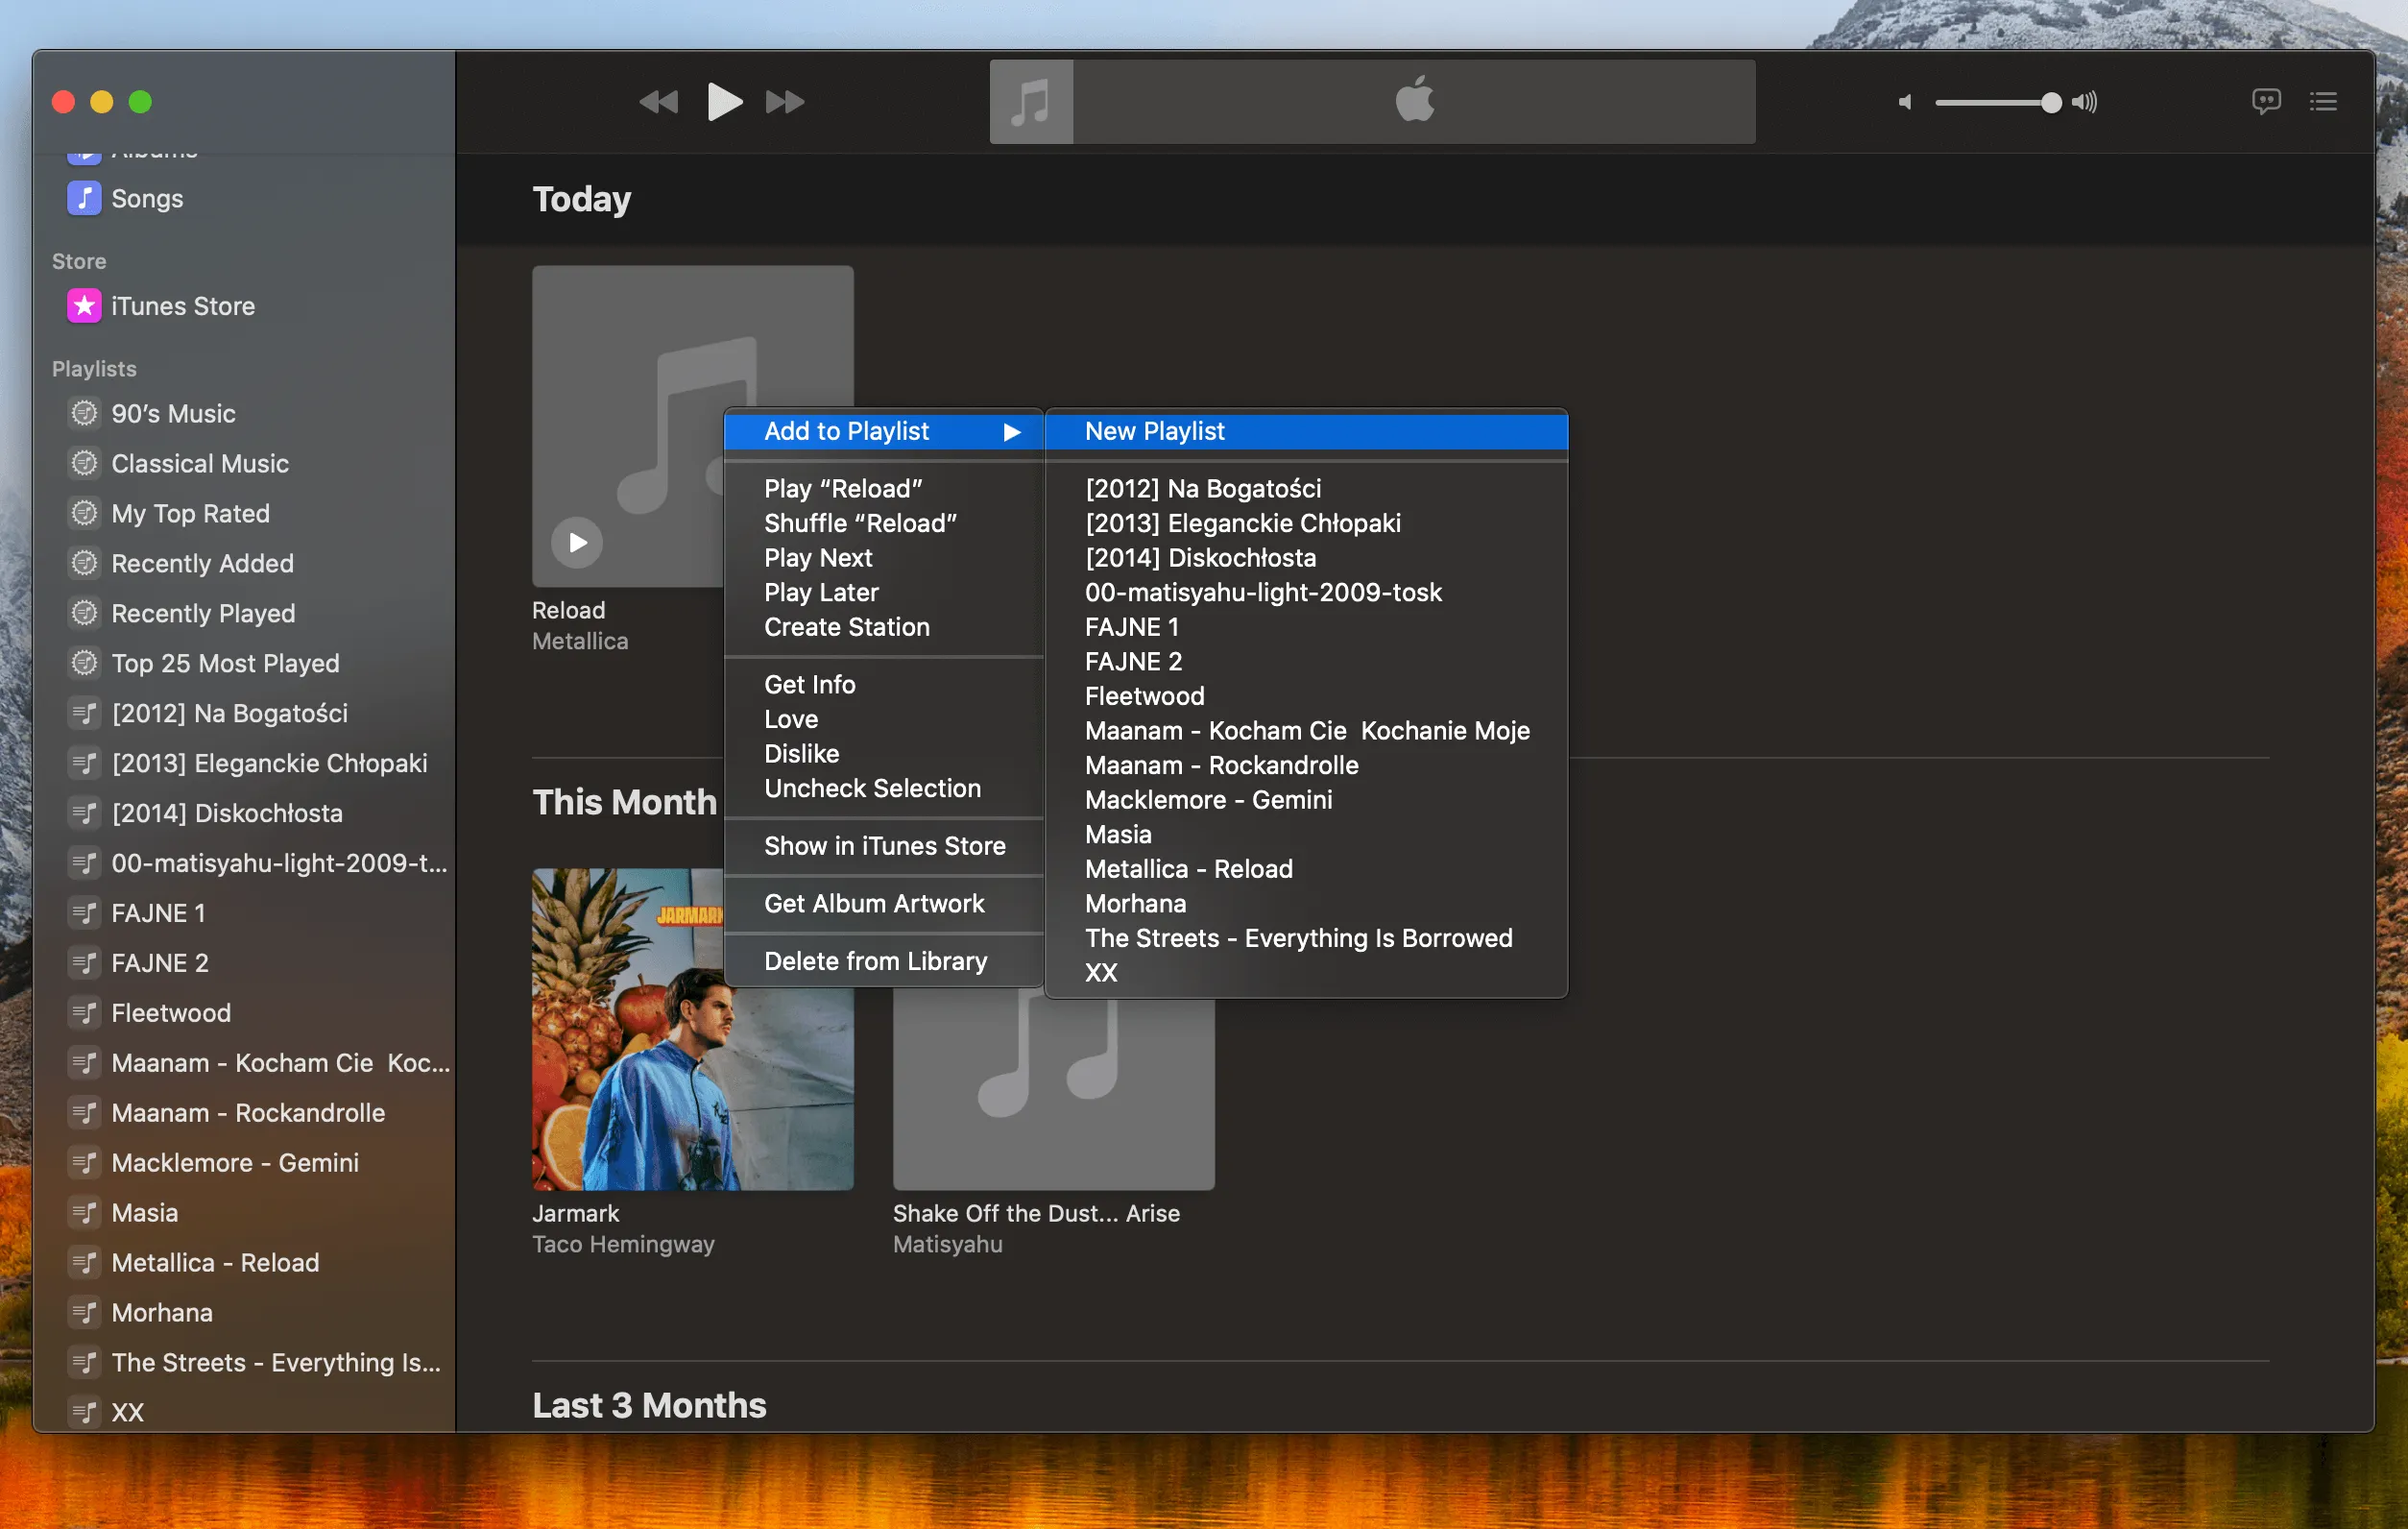 Albums
Songs
Store
iTunes Store
Playlists
90’s Music
Classical Music
My Top Rated
Recently Added
Recently Played
Top 25 Most Played
[2012] Na Bogatości
[2013] Eleganckie Chłopaki
[2014] Diskochłosta
00-matisyahu-light-2009-t...
FAJNE 1
FAJNE 2
Fleetwood
Maanam - Kocham Cie  Koc...
Maanam - Rockandrolle
Macklemore - Gemini
Masia
Metallica - Reload
Morhana
The Streets - Everything Is...
XX
Today
Reload
Metallica
Add to Playlist
Play “Reload”
Shuffle “Reload”
Play Next
Play Later
Create Station
Get Info
Love
Dislike
Uncheck Selection
Show in iTunes Store
Get Album Artwork
Delete from Library
New Playlist
[2012] Na Bogatości
[2013] Eleganckie Chłopaki
[2014] Diskochłosta
00-matisyahu-light-2009-tosk
FAJNE 1
FAJNE 2
Fleetwood
Maanam - Kocham Cie  Kochanie Moje
Maanam - Rockandrolle
Macklemore - Gemini
Masia
Metallica - Reload
Morhana
The Streets - Everything Is Borrowed
XX
This Month
JARMARK
Jarmark
Taco Hemingway
Shake Off the Dust... Arise
Matisyahu
Last 3 Months